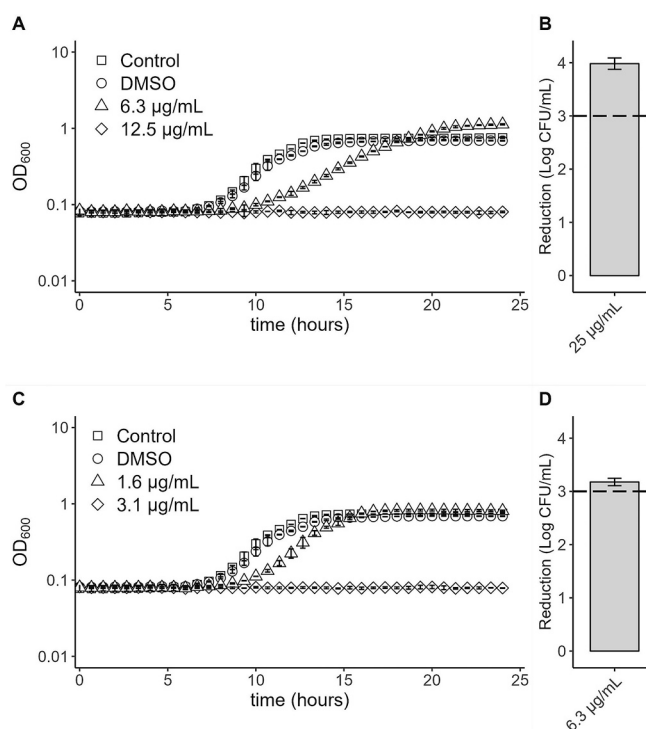 A
10
1
0.1
0.01
OD600
Control
DMSO
6.3 µg/mL
12.5 µg/mL
0 5 10 15 20 25
time (hours)
B
4
3
2
1
0
Reduction (Log CFU/mL)
25 µg/mL
C
10
1
0.1
0.01
OD600
Control
DMSO
1.6 µg/mL
3.1 µg/mL
0 5 10 15 20 25
time (hours)
D
4
3
2
1
0
Reduction (Log CFU/mL)
6.3 µg/mL